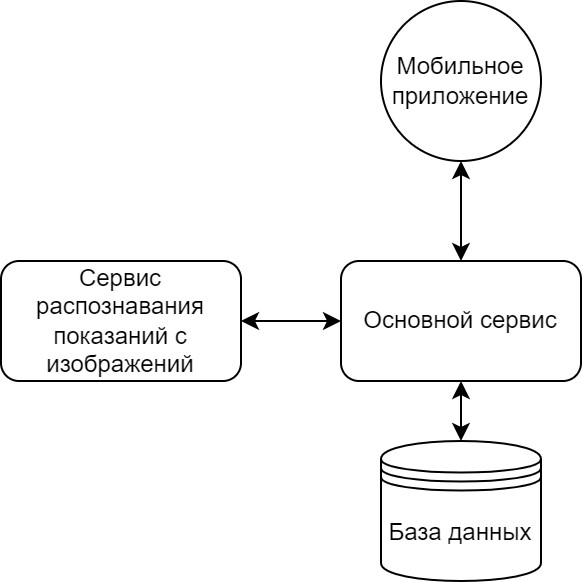 Мобильное
приложение
Сервис
распознавания
показаний с
изображений
Основной сервис
База данных